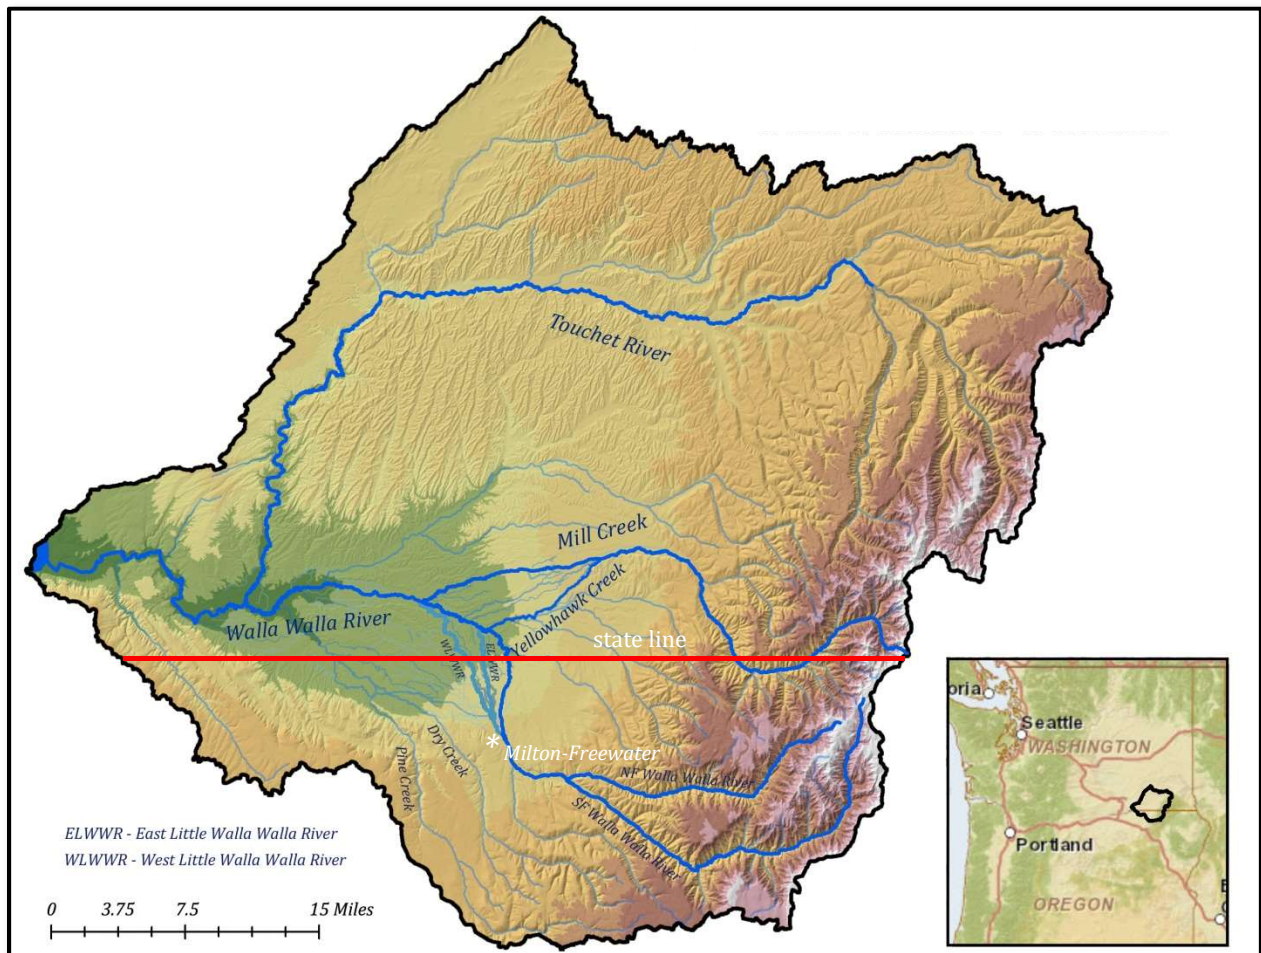 Touchet River
Mill Creek
Yellowhawk Creek
Walla Walla River
state line
WLWWR
ELWWR
* Milton-Freewater
Dry Creek
Pine Creek
NF Walla Walla River
SF Walla Walla River
ELWWR - East Little Walla Walla River
WLWWR - West Little Walla Walla River
0 3.75 7.5 15 Miles
oria
Seattle
WASHINGTON
Portland
OREGON